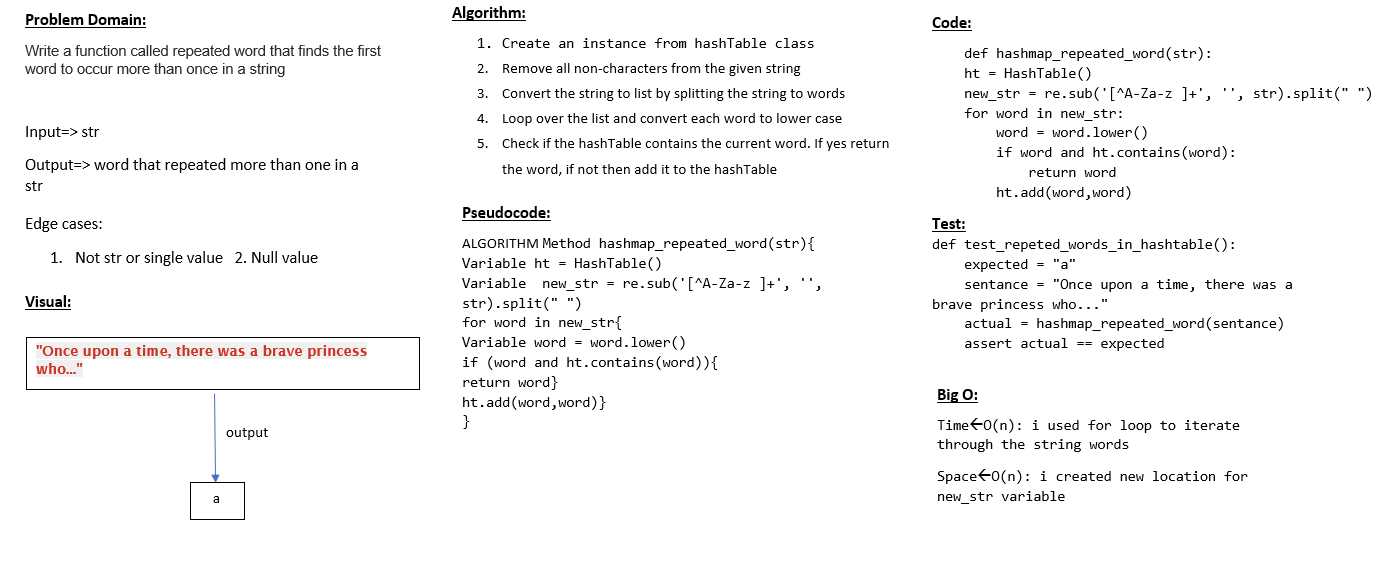 Problem Domain:
Write a function called repeated word that finds the first
word to occur more than once in a string
Input=> str
Output=> word that repeated more than one in a
str
Edge cases:
1. Not str or single value 2. Null value
Visual:
"Once upon a time, there was a brave princess
who..."
output
a
Algorithm:
1. Create an instance from hashTable class
2. Remove all non-characters from the given string
3. Convert the string to list by splitting the string to words
4. Loop over the list and convert each word to lower case
5. Check if the hashTable contains the current word. If yes return
the word, if not then add it to the hashTable
Pseudocode:
ALGORITHM Method hashmap_repeated_word(str){
Variable ht = HashTable()
Variable  new_str = re.sub('[^A-Za-z ]+', '',
str).split(" ")
for word in new_str{
Variable word = word.lower()
if (word and ht.contains(word)){
return word}
ht.add(word,word)}
}
Code:
def hashmap_repeated_word(str):
ht = HashTable()
new_str = re.sub('[^A-Za-z ]+', '', str).split(" ")
for word in new_str:
word = word.lower()
if word and ht.contains(word):
return word
ht.add(word,word)
Test:
def test_repeted_words_in_hashtable():
expected = "a"
sentance = "Once upon a time, there was a
brave princess who..."
actual = hashmap_repeated_word(sentance)
assert actual == expected
Big O:
Time←O(n): i used for loop to iterate
through the string words
Space←O(n): i created new location for
new_str variable